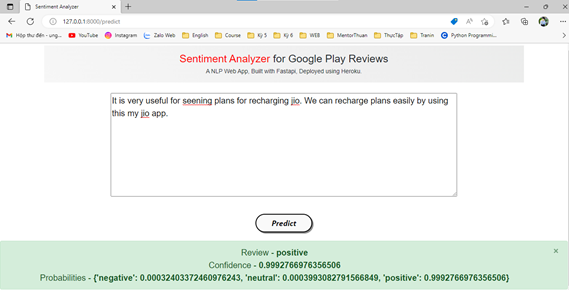 Sentiment Analyzer
127.0.0.1:8000/predict
Hộp thư đến - ung... YouTube Instagram Zalo Web English Course Kỳ 5 Kỳ 6 WEB MentorThuan ThựcTập Tranin Python Programmi...
Sentiment Analyzer for Google Play Reviews
A NLP Web App, Built with Fastapi, Deployed using Heroku.
It is very useful for seening plans for recharging jio. We can recharge plans easily by using
this my jio app.
Predict
Review - positive
Confidence - 0.9992766976356506
Probabilities - {'negative': 0.00032403372460976243, 'neutral': 0.000399308279156​6849, 'positive': 0.9992766976356506}